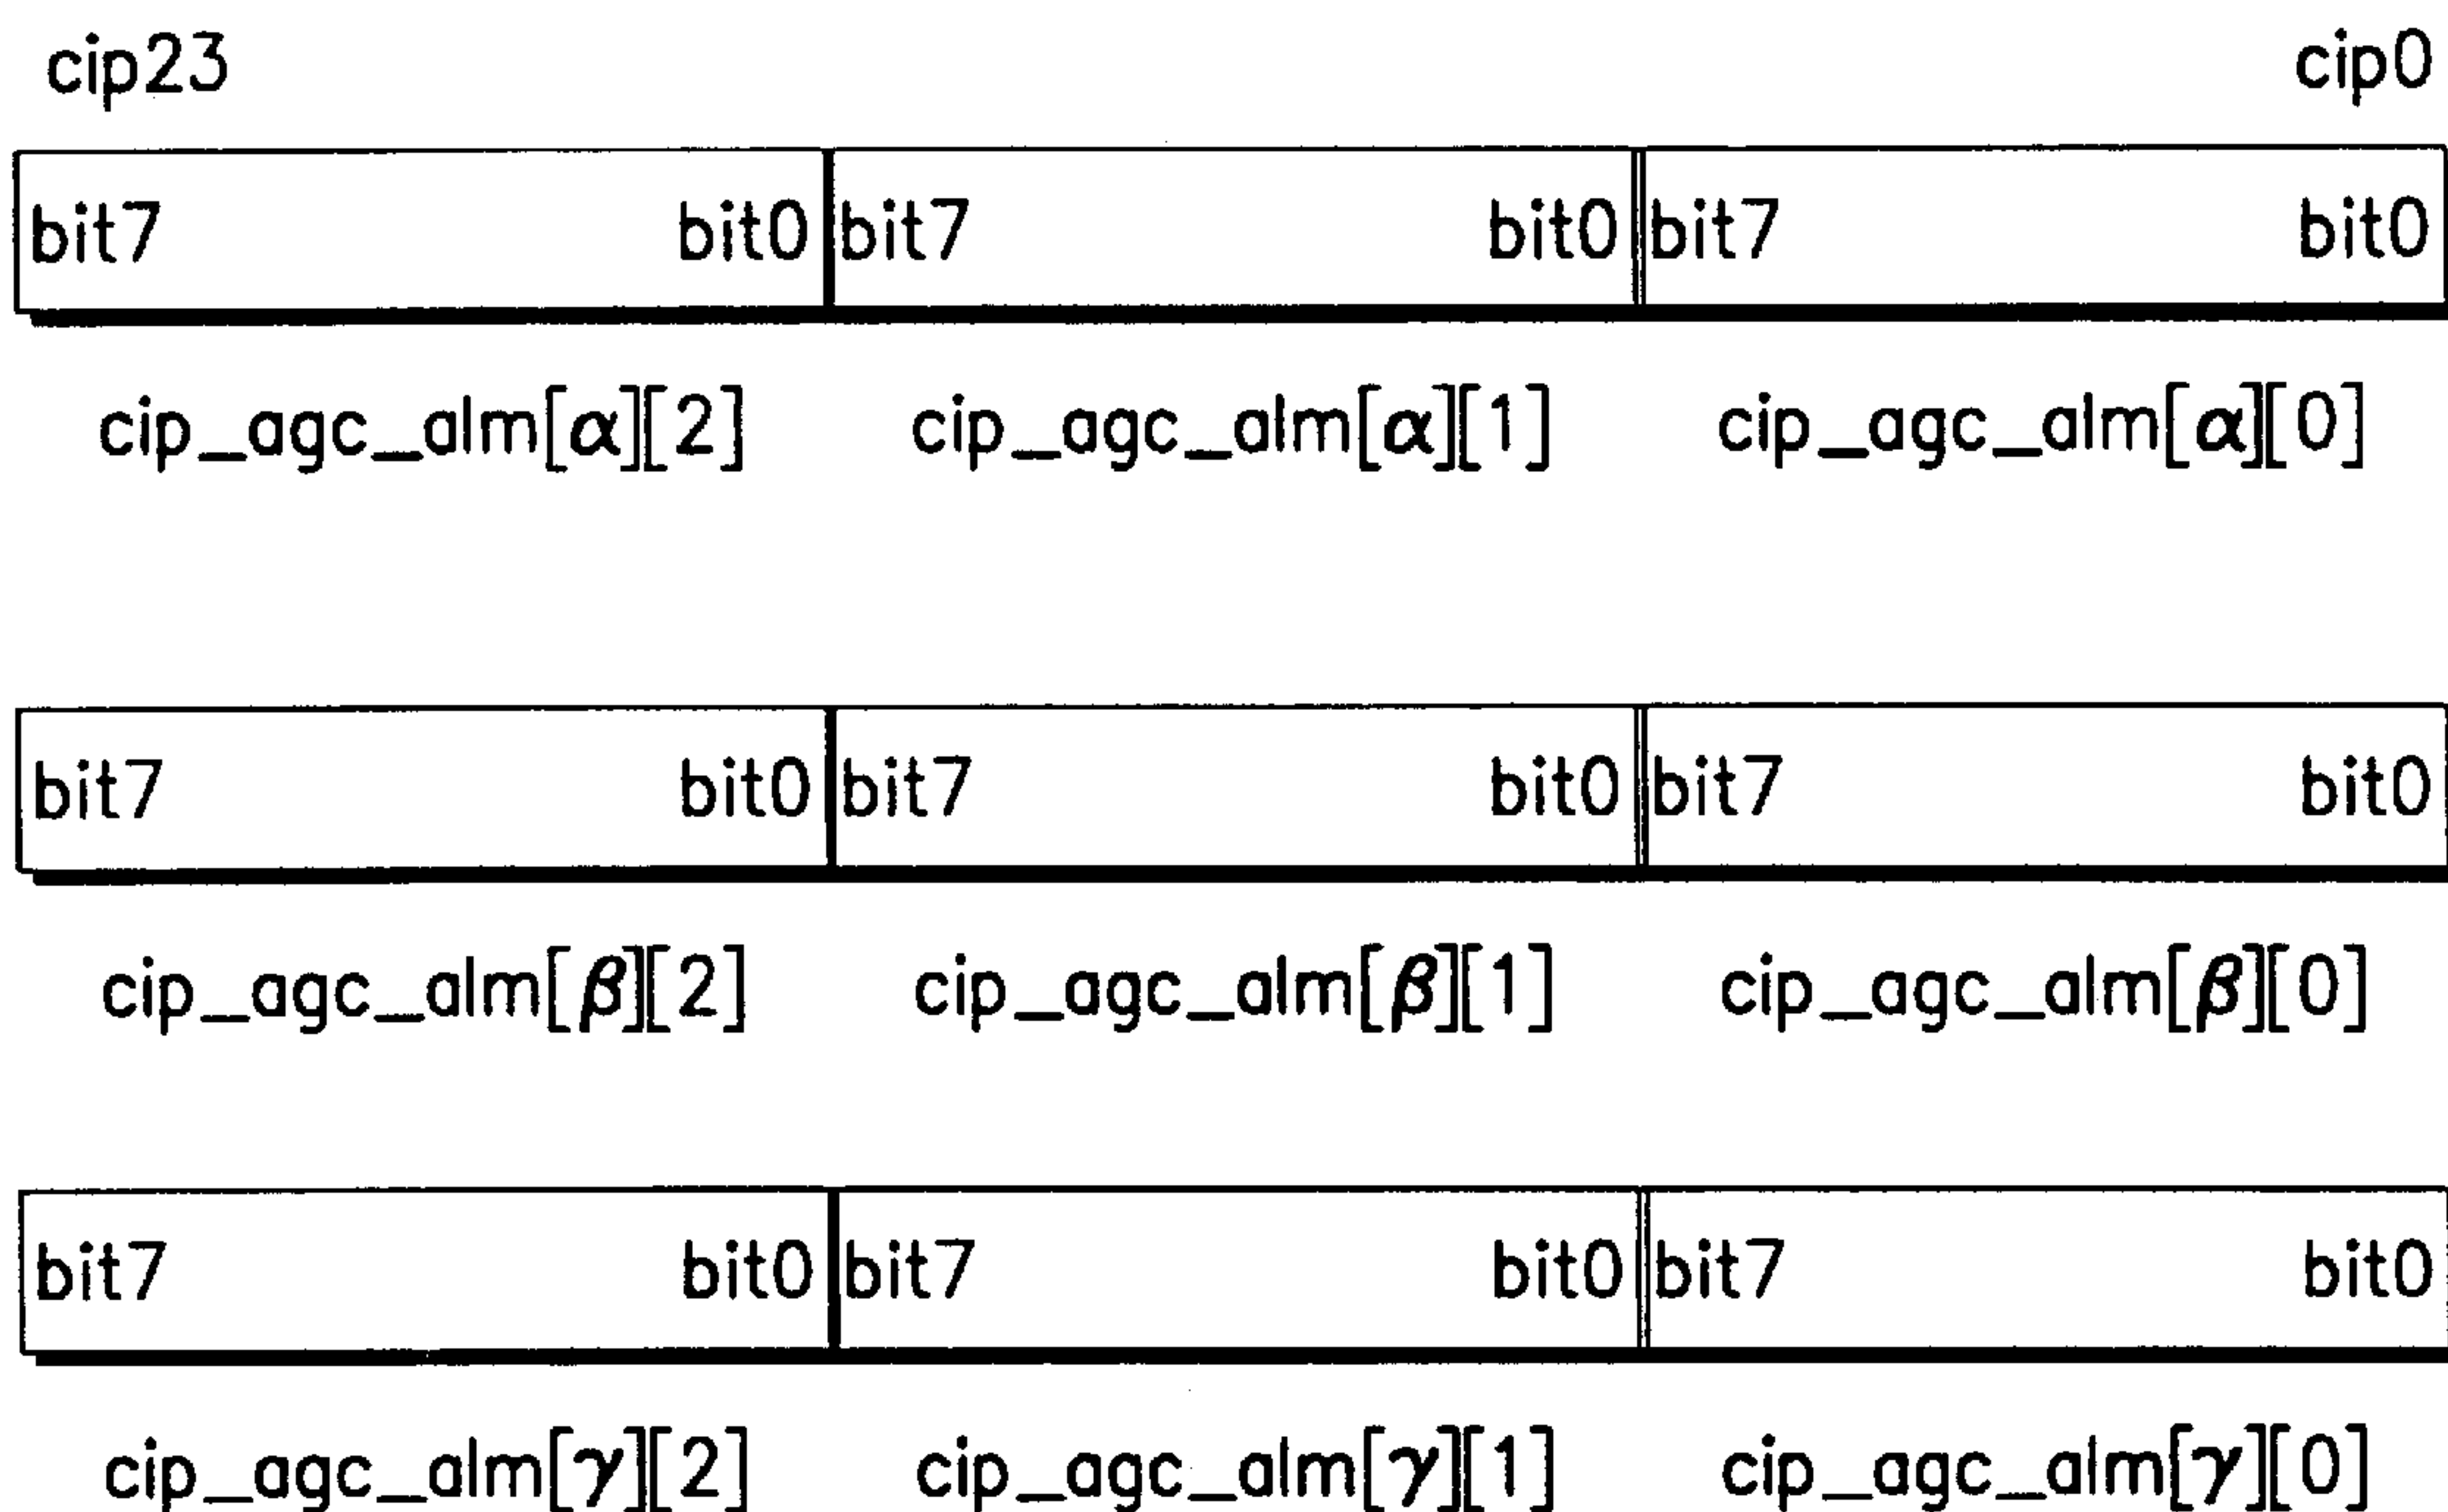 cip23 cip0
bit7 bit0 bit7 bit0 bit7 bit0
cip_agc_alm[α][2] cip_agc_alm[α][1] cip_agc_alm[α][0]
bit7 bit0 bit7 bit0 bit7 bit0
cip_agc_alm[β][2] cip_agc_alm[β][1] cip_agc_alm[β][0]
bit7 bit0 bit7 bit0 bit7 bit0
cip_agc_alm[γ][2] cip_agc_alm[γ][1] cip_agc_alm[γ][0]